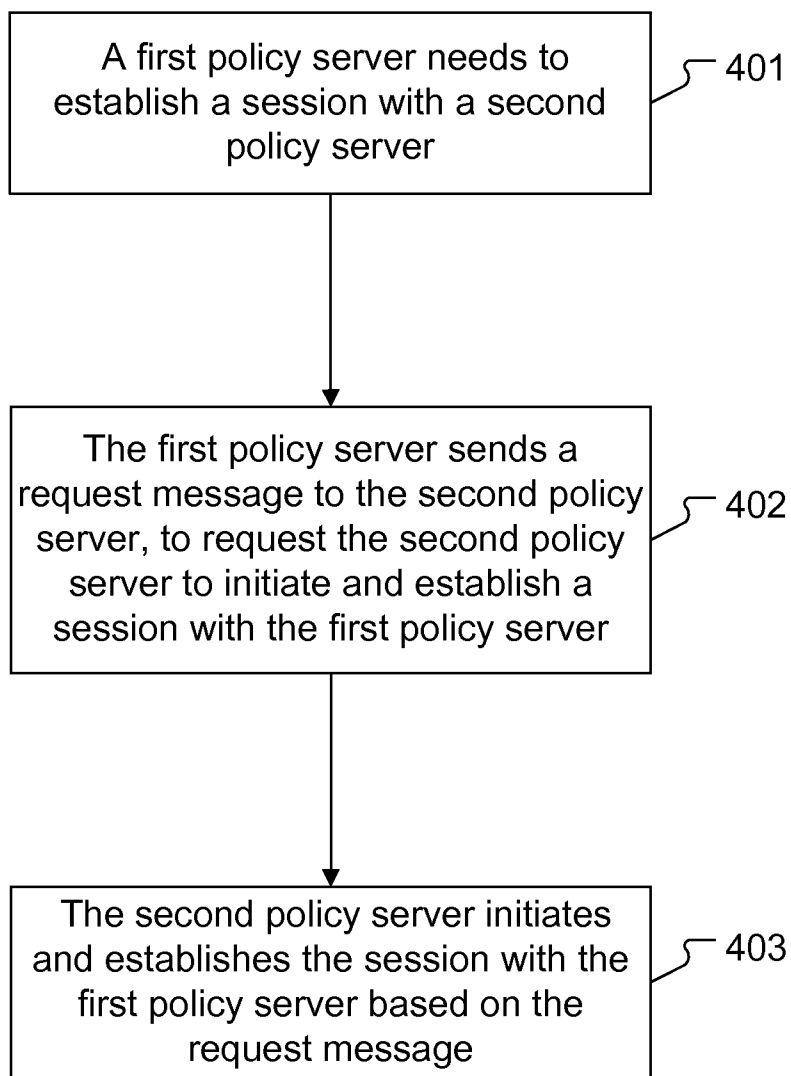 A first policy server needs to
establish a session with a second
policy server
401
The first policy server sends a
request message to the second policy
server, to request the second policy
server to initiate and establish a
session with the first policy server
402
The second policy server initiates
and establishes the session with the
first policy server based on the
request message
403